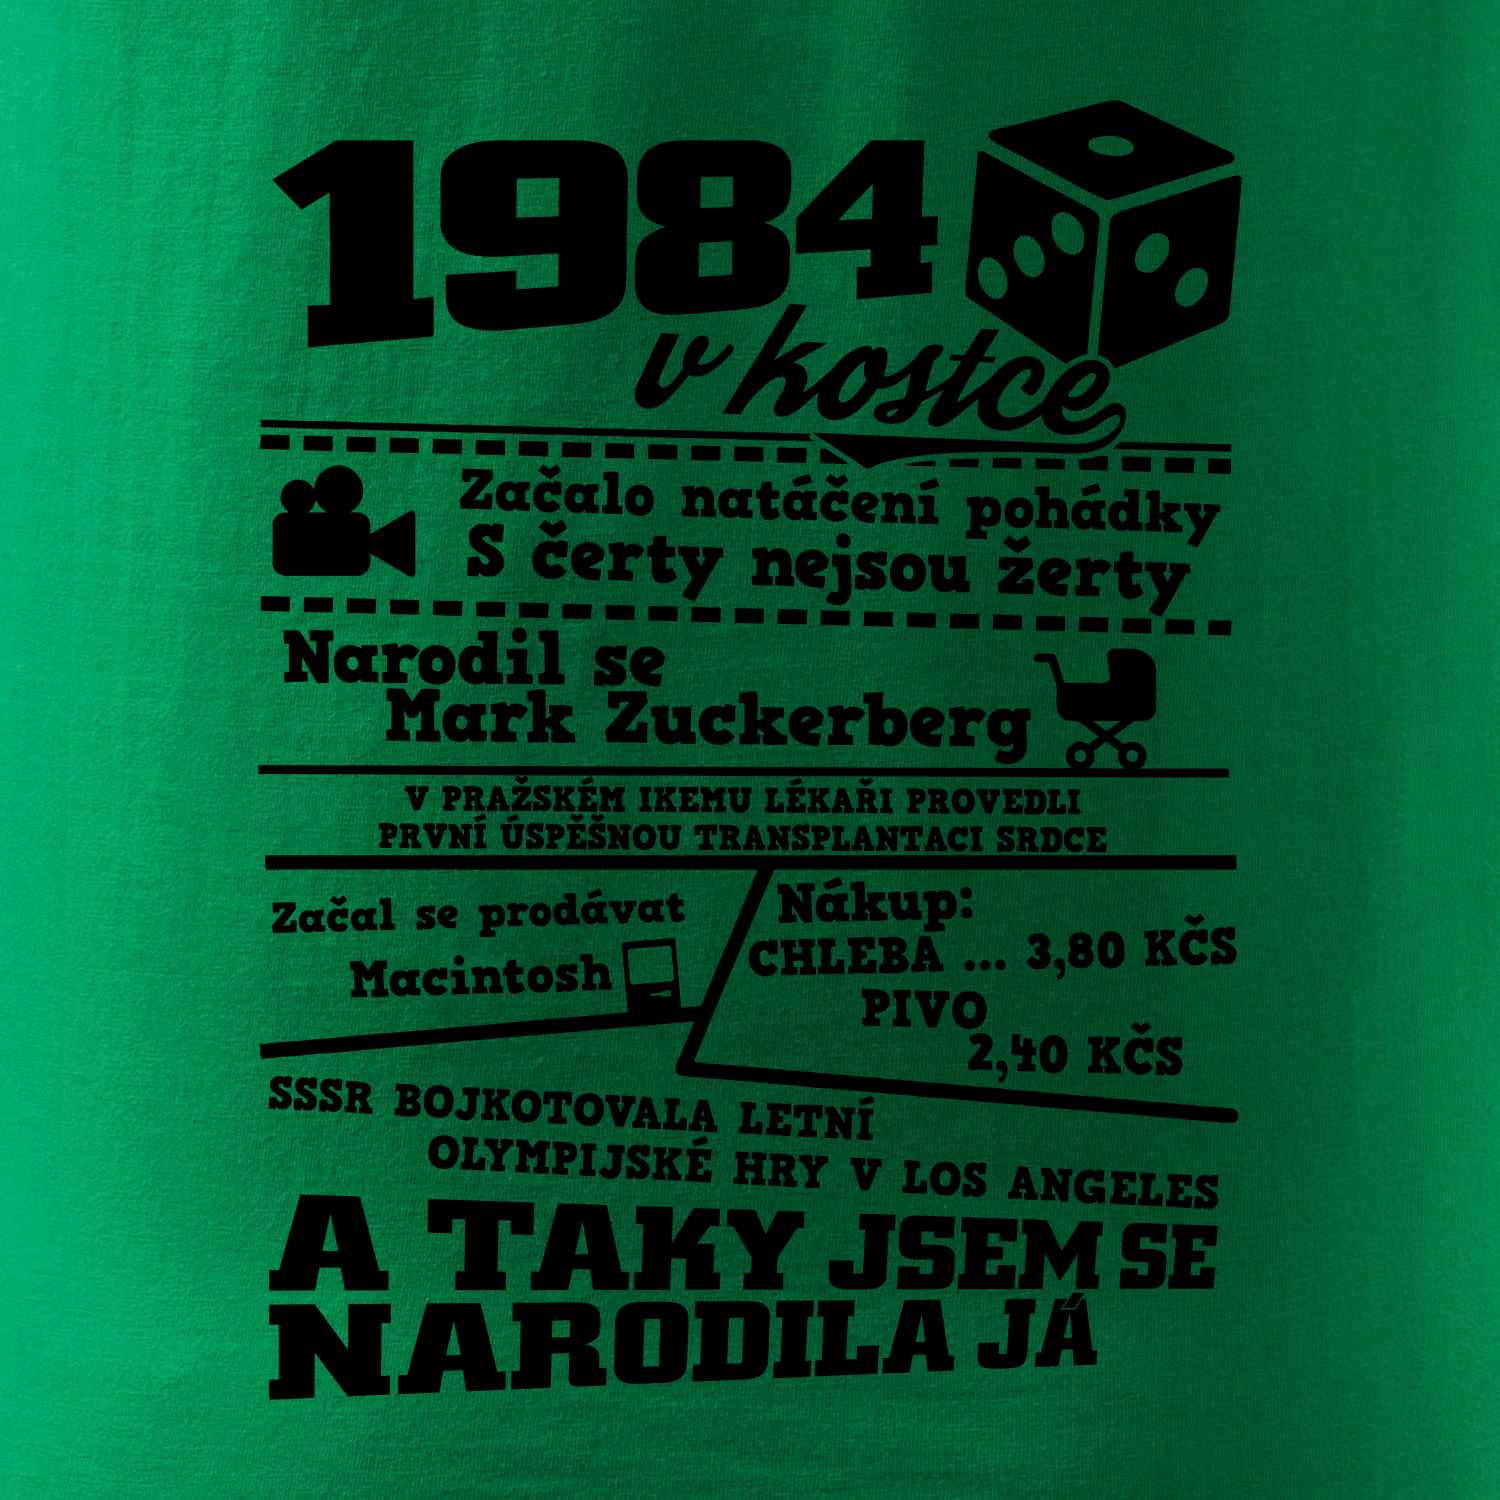 1984
v kostce
Začalo natáčení pohádky
S čerty nejsou žerty
Narodil se
Mark Zuckerberg
V PRAŽSKÉM IKEMU LÉKAŘI PROVEDLI
PRVNÍ ÚSPĚŠNOU TRANSPLANTACI SRDCE
Začal se prodávat
Macintosh
Nákup:
CHLEBA ... 3,80 KČS
PIVO
2,40 KČS
SSSR BOJKOTOVALA LETNÍ
OLYMPIJSKÉ HRY V LOS ANGELES
A TAKY JSEM SE
NARODILA JÁ